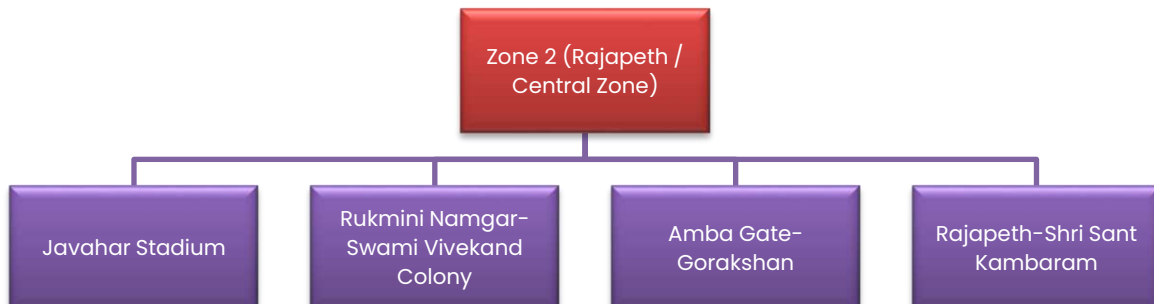 Zone 2 (Rajapeth /
Central Zone)
Javahar Stadium
Rukmini Namgar-
Swami Vivekand
Colony
Amba Gate-
Gorakshan
Rajapeth-Shri Sant
Kambaram